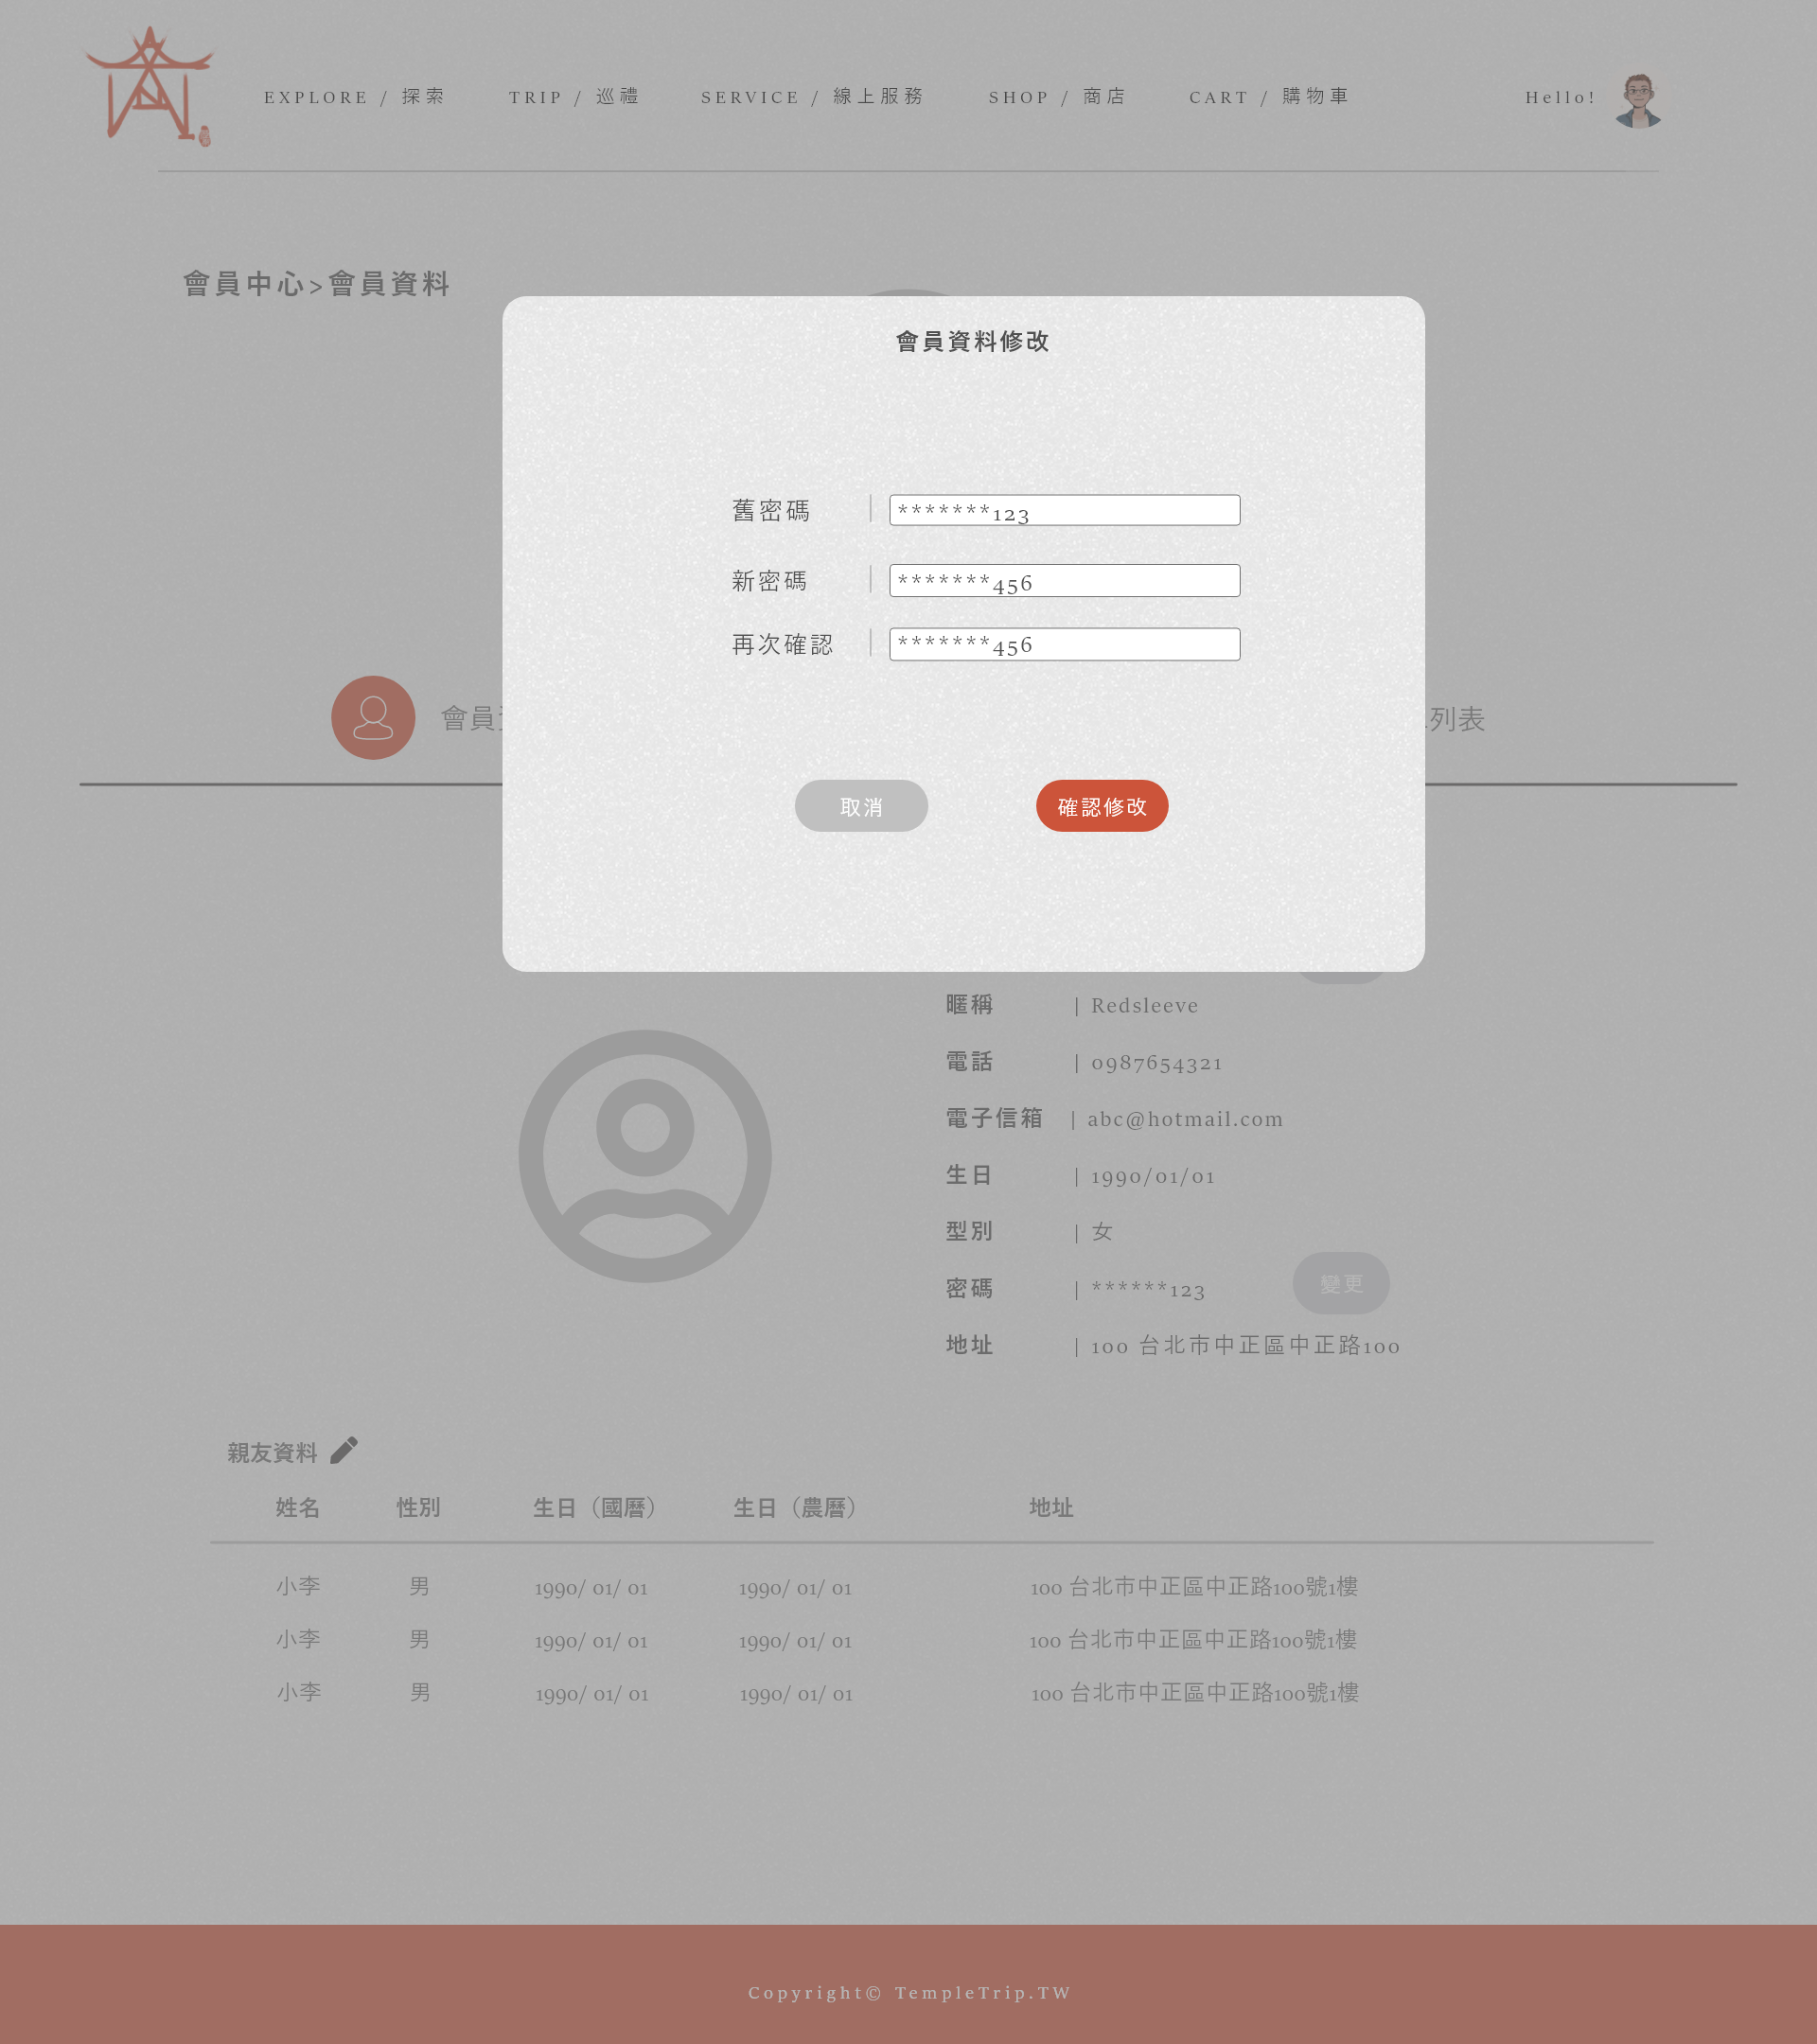 EXPLORE / 探索 TRIP / 巡禮 SERVICE / 線上服務 SHOP / 商店 CART / 購物車 Hello!
會員中心>會員資料
會員資料修改
舊密碼 | *******123
新密碼 | *******456
再次確認 | *******456
會員
列表
取消 確認修改
暱稱 | Redsleeve
電話 | 0987654321
電子信箱 | abc@hotmail.com
生日 | 1990/01/01
型別 | 女
密碼 | ******123 變更
地址 | 100 台北市中正區中正路100
親友資料
姓名 性別 生日（國曆） 生日（農曆） 地址
小李 男 1990/ 01/ 01 1990/ 01/ 01 100 台北市中正區中正路100號1樓
小李 男 1990/ 01/ 01 1990/ 01/ 01 100 台北市中正區中正路100號1樓
小李 男 1990/ 01/ 01 1990/ 01/ 01 100 台北市中正區中正路100號1樓
Copyright© TempleTrip.TW